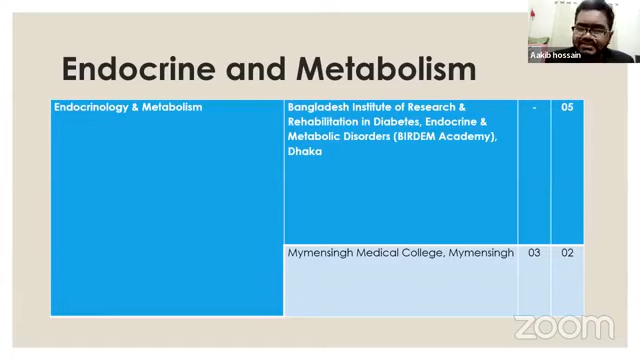 Aakib hossain
Endocrine and Metabolism
Endocrinology & Metabolism
Bangladesh Institute of Research &
Rehabilitation in Diabetes, Endocrine &
Metabolic Disorders (BIRDEM Academy),
Dhaka
- 05
Mymensingh Medical College, Mymensingh 03 02
zoom